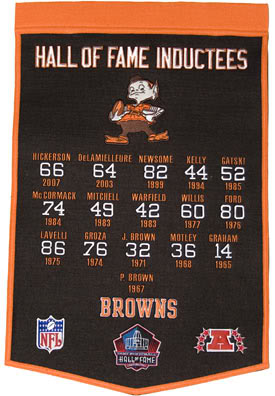 HALL OF FAME INDUCTEES
HICKERSON DeLAMIELLEURE NEWSOME KELLY GATSKI
66 64 82 44 52
2007 2003 1999 1994 1985
McCORMACK MITCHELL WARFIELD WILLIS FORD
74 49 42 60 80
1984 1983 1983 1977 1976
LAVELLI GROZA J. BROWN MOTLEY GRAHAM
86 76 32 36 14
1975 1974 1971 1968 1965
P. BROWN
1967
BROWNS
NFL
HALL OF FAME
A